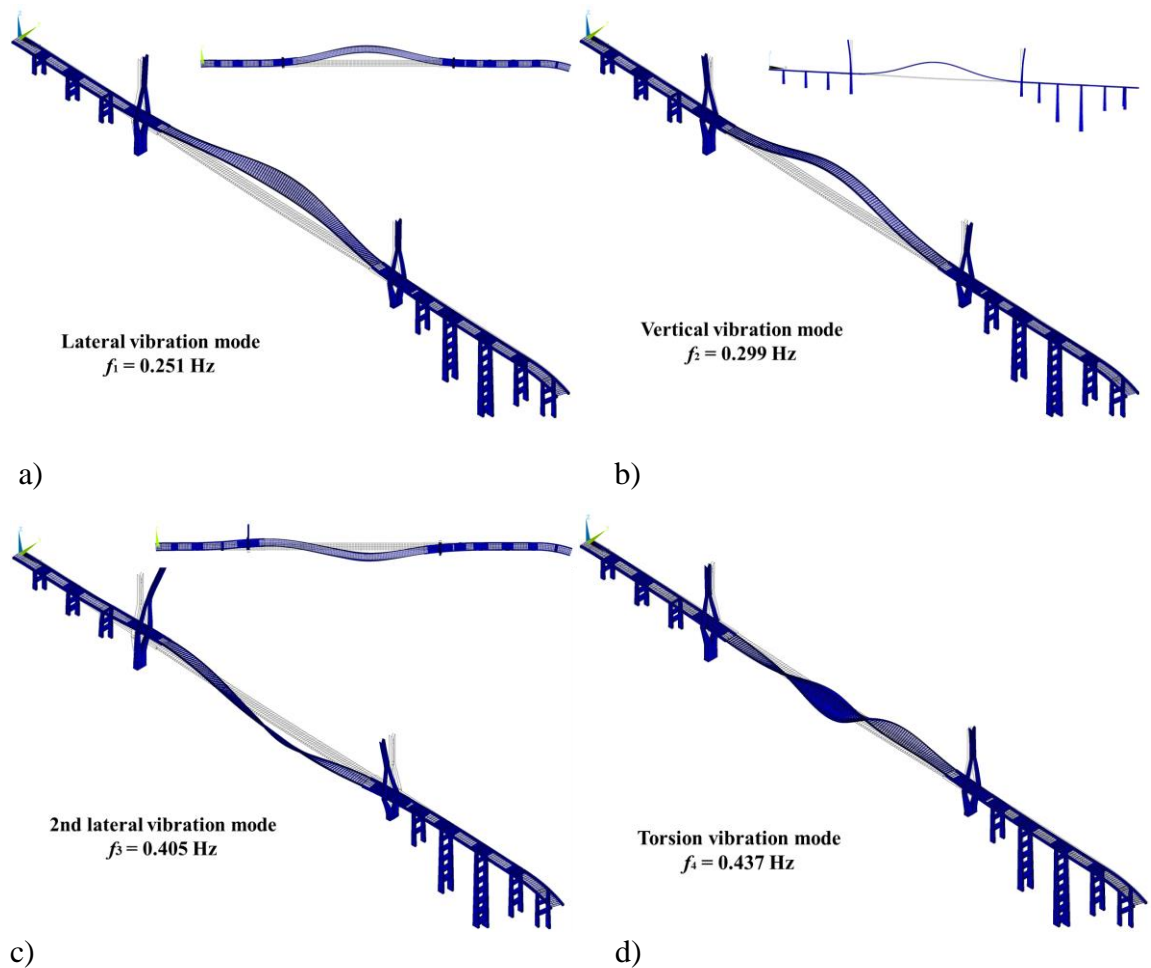 Lateral vibration mode
f₁ = 0.251 Hz
Vertical vibration mode
f₂ = 0.299 Hz
a)
b)
2nd lateral vibration mode
f₃ = 0.405 Hz
Torsion vibration mode
f₄ = 0.437 Hz
c)
d)